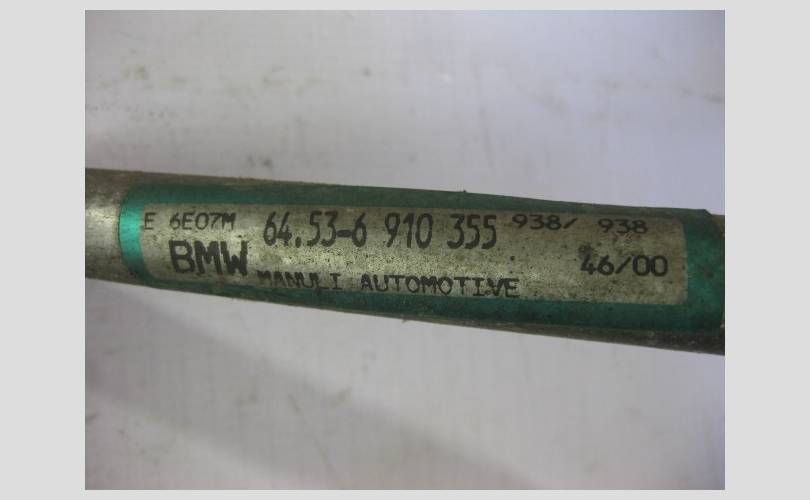 E 6E07M 64.53-6 910 355 938/ 938
BMW 46/00
MANULI AUTOMOTIVE